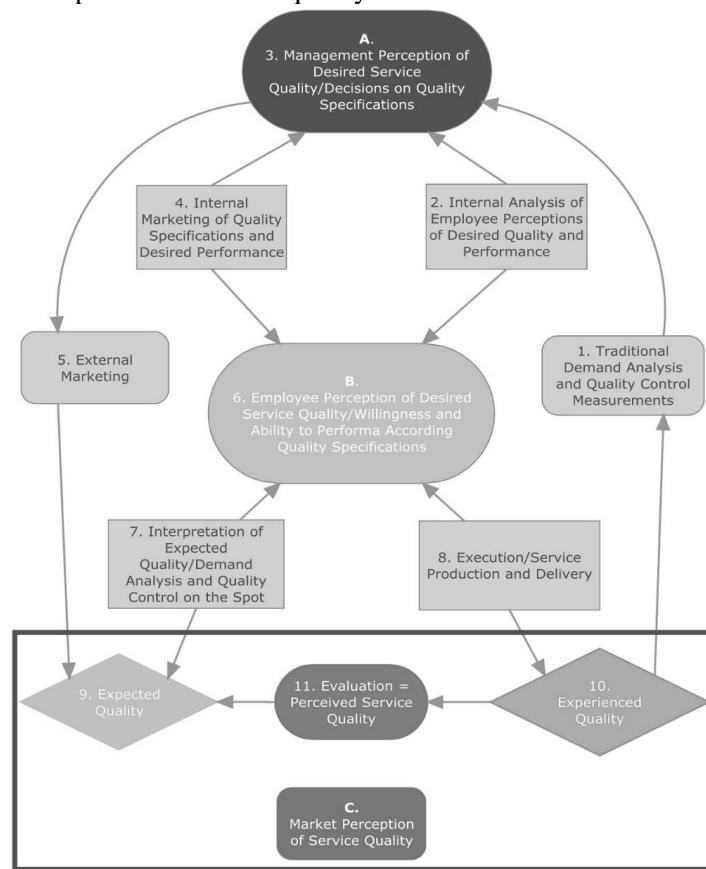 A.
3. Management Perception of
Desired Service
Quality/Decisions on Quality
Specifications
4. Internal
Marketing of Quality
Specifications and
Desired Performance
2. Internal Analysis of
Employee Perceptions
of Desired Quality and
Performance
5. External
Marketing
1. Traditional
Demand Analysis
and Quality Control
Measurements
B.
6. Employee Perception of Desired
Service Quality/Willingness and
Ability to Performa According
Quality Specifications
7. Interpretation of
Expected
Quality/Demand
Analysis and Quality
Control on the Spot
8. Execution/Service
Production and Delivery
9. Expected
Quality
11. Evaluation =
Perceived Service
Quality
10.
Experienced
Quality
C.
Market Perception
of Service Quality